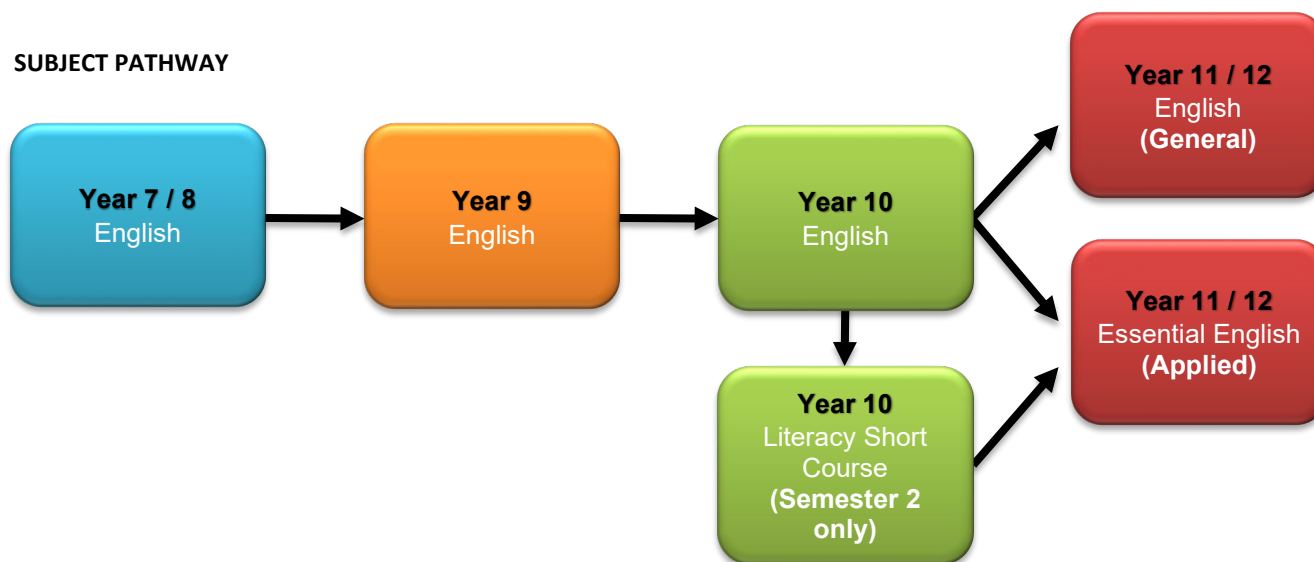 SUBJECT PATHWAY
Year 7 / 8
English
Year 9
English
Year 10
English
Year 10
Literacy Short
Course
(Semester 2
only)
Year 11 / 12
English
(General)
Year 11 / 12
Essential English
(Applied)